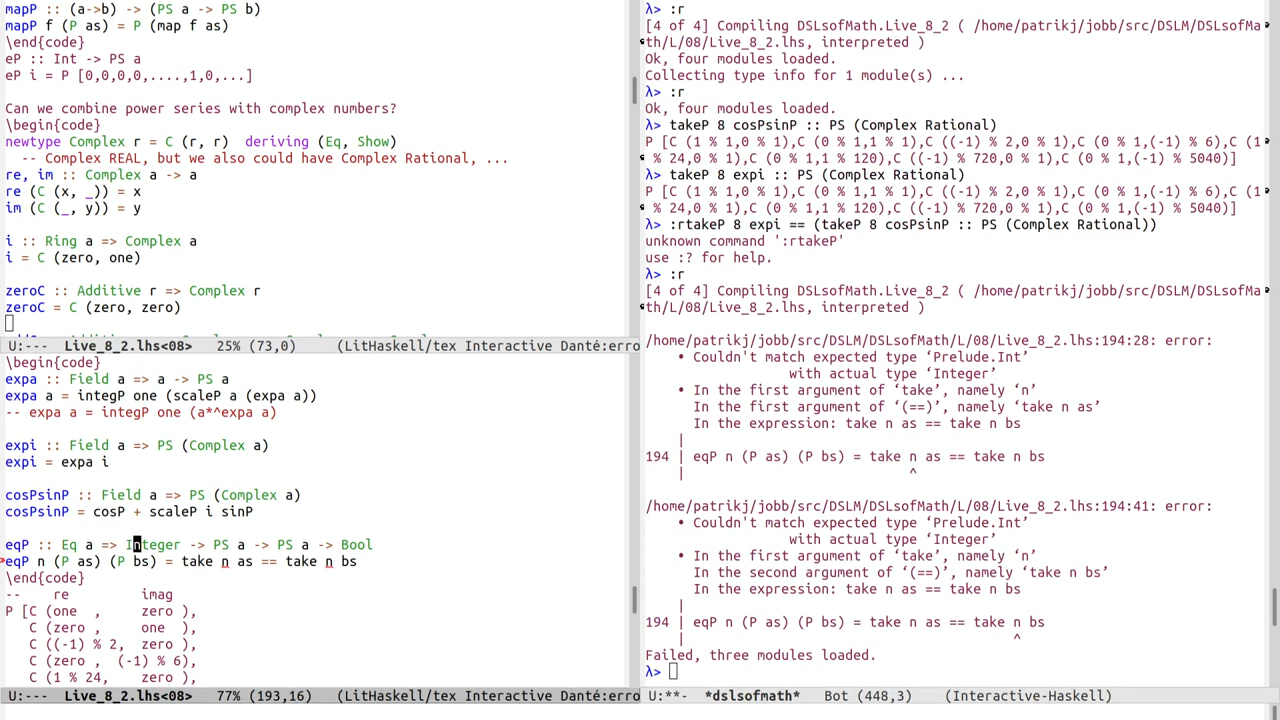 mapP :: (a->b) -> (PS a -> PS b)
mapP f (P as) = P (map f as)
\end{code}
eP :: Int -> PS a
eP i = P [0,0,0,0,....,1,0,...]

Can we combine power series with complex numbers?
\begin{code}
newtype Complex r = C (r, r)  deriving (Eq, Show)
  -- Complex REAL, but we also could have Complex Rational, ...
re, im :: Complex a -> a
re (C (x, _)) = x
im (C (_, y)) = y

i :: Ring a => Complex a
i = C (zero, one)

zeroC :: Additive r => Complex r
zeroC = C (zero, zero)

U:---  Live_8_2.lhs<08>   25% (73,0)     (LitHaskell/tex Interactive Danté:erro
\begin{code}
expa :: Field a => a -> PS a
expa a = integP one (scaleP a (expa a))
-- expa a = integP one (a*^expa a)

expi :: Field a => PS (Complex a)
expi = expa i

cosPsinP :: Field a => PS (Complex a)
cosPsinP = cosP + scaleP i sinP

eqP :: Eq a => Integer -> PS a -> PS a -> Bool
eqP n (P as) (P bs) = take n as == take n bs
\end{code}
--    re         imag
P [C (one  ,     zero ),
   C (zero ,     one  ),
   C ((-1) % 2,  zero ),
   C (zero ,  (-1) % 6),
   C (1 % 24,    zero ),
U:---  Live_8_2.lhs<08>   77% (193,16)   (LitHaskell/tex Interactive Danté:erro
λ> :r
[4 of 4] Compiling DSLsofMath.Live_8_2 ( /home/patrikj/jobb/src/DSLM/DSLsofMa
th/L/08/Live_8_2.lhs, interpreted )
Ok, four modules loaded.
Collecting type info for 1 module(s) ...
λ> :r
Ok, four modules loaded.
λ> takeP 8 cosPsinP :: PS (Complex Rational)
P [C (1 % 1,0 % 1),C (0 % 1,1 % 1),C ((-1) % 2,0 % 1),C (0 % 1,(-1) % 6),C (1
% 24,0 % 1),C (0 % 1,1 % 120),C ((-1) % 720,0 % 1),C (0 % 1,(-1) % 5040)]
λ> takeP 8 expi :: PS (Complex Rational)
P [C (1 % 1,0 % 1),C (0 % 1,1 % 1),C ((-1) % 2,0 % 1),C (0 % 1,(-1) % 6),C (1
% 24,0 % 1),C (0 % 1,1 % 120),C ((-1) % 720,0 % 1),C (0 % 1,(-1) % 5040)]
λ> :rtakeP 8 expi == (takeP 8 cosPsinP :: PS (Complex Rational))
unknown command ':rtakeP'
use :? for help.
λ> :r
[4 of 4] Compiling DSLsofMath.Live_8_2 ( /home/patrikj/jobb/src/DSLM/DSLsofMa
th/L/08/Live_8_2.lhs, interpreted )

/home/patrikj/jobb/src/DSLM/DSLsofMath/L/08/Live_8_2.lhs:194:28: error:
    • Couldn't match expected type ‘Prelude.Int’
                  with actual type ‘Integer’
    • In the first argument of ‘take’, namely ‘n’
      In the first argument of ‘(==)’, namely ‘take n as’
      In the expression: take n as == take n bs
    |
194 | eqP n (P as) (P bs) = take n as == take n bs
    |                            ^

/home/patrikj/jobb/src/DSLM/DSLsofMath/L/08/Live_8_2.lhs:194:41: error:
    • Couldn't match expected type ‘Prelude.Int’
                  with actual type ‘Integer’
    • In the first argument of ‘take’, namely ‘n’
      In the second argument of ‘(==)’, namely ‘take n bs’
      In the expression: take n as == take n bs
    |
194 | eqP n (P as) (P bs) = take n as == take n bs
    |                                         ^
Failed, three modules loaded.
λ>
U:**-  *dslsofmath*   Bot (448,3)    (Interactive-Haskell)